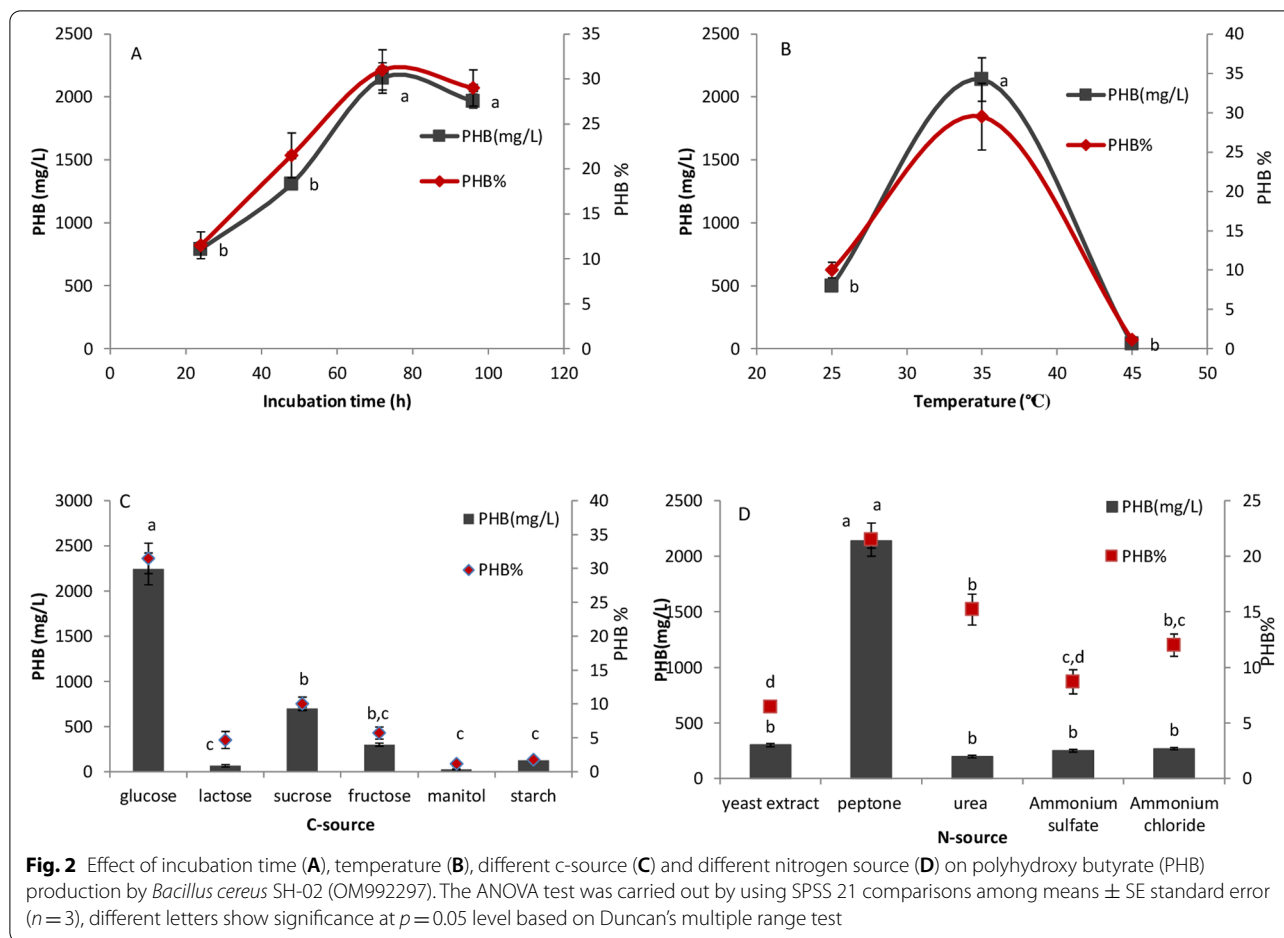 A
PHB (mg/L)
2500
2000
1500
1000
500
0
35
30
25
20
15
10
5
0
PHB %
0 20 40 60 80 100 120
Incubation time (h)
PHB(mg/L)
PHB%
b
b
a
a
B
PHB (mg/L)
2500
2000
1500
1000
500
0
40
35
30
25
20
15
10
5
0
PHB %
20 25 30 35 40 45 50
Temperature (°C)
PHB(mg/L)
PHB%
b
a
b
C
PHB (mg/L)
3000
2500
2000
1500
1000
500
0
40
35
30
25
20
15
10
5
0
PHB %
PHB(mg/L)
PHB%
a
c
b
b,c
c
c
glucose lactose sucrose fructose manitol starch
C-source
D
PHB(mg/L)
2500
2000
1500
1000
500
0
25
20
15
10
5
0
PHB%
PHB(mg/L)
PHB%
a a
b
c,d
b,c
d
b
b
b
b
yeast extract peptone urea Ammonium Ammonium
sulfate chloride
N-source
Fig. 2 Effect of incubation time (A), temperature (B), different c-source (C) and different nitrogen source (D) on polyhydroxy butyrate (PHB)
production by Bacillus cereus SH-02 (OM992297). The ANOVA test was carried out by using SPSS 21 comparisons among means ± SE standard error
(n = 3), different letters show significance at p = 0.05 level based on Duncan's multiple range test